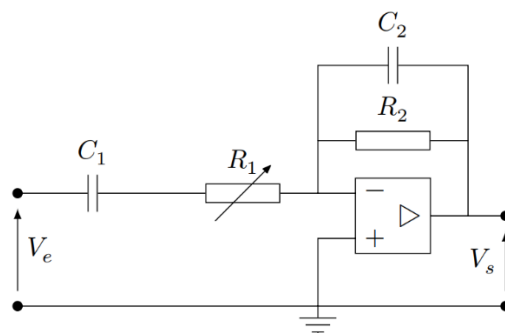 C₂
R₂
C₁
R₁
−
+
Vₑ
Vₛ